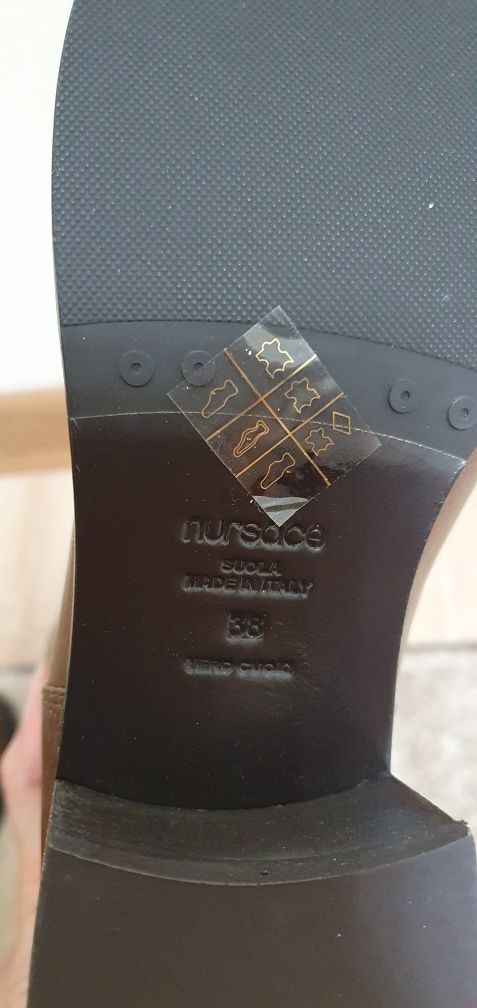 nursace
SUOLA
MADE IN ITALY
38
VERO CUOIO